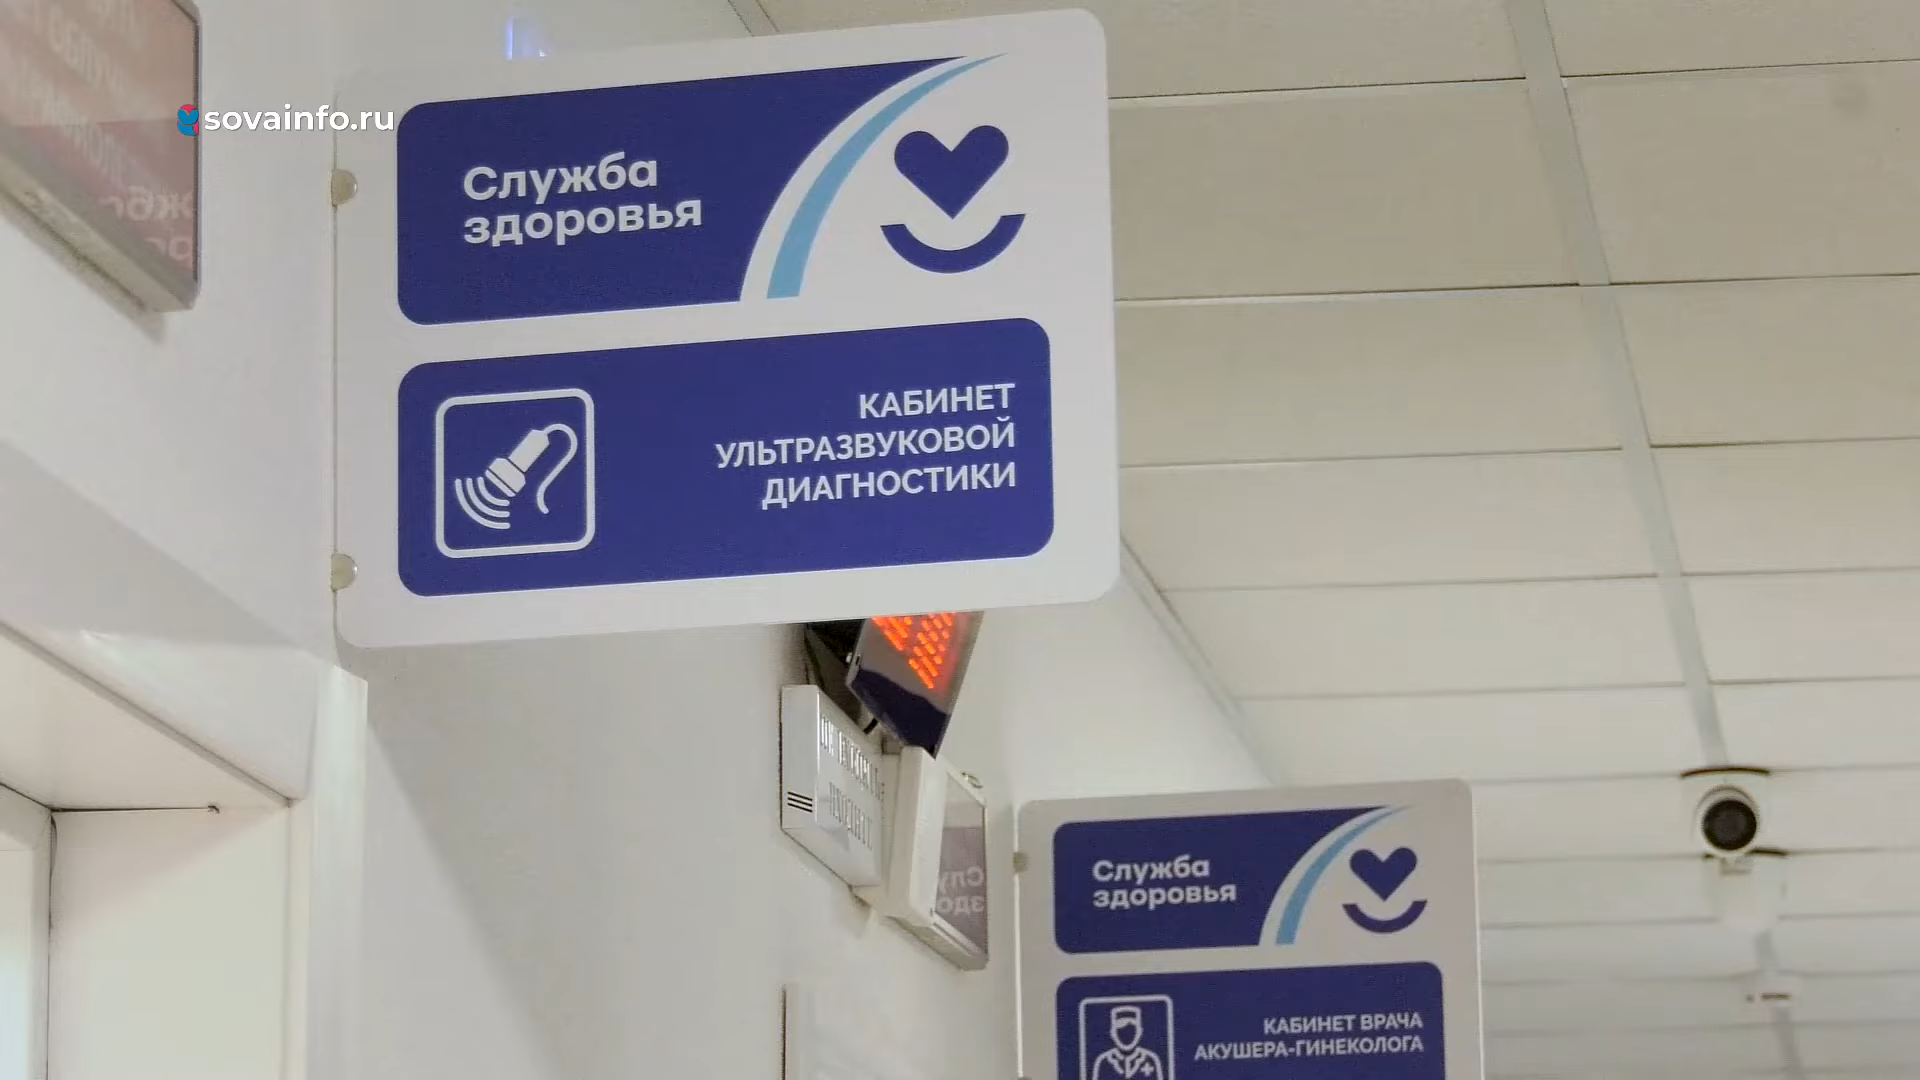 sovainfo.ru
Служба
здоровья
КАБИНЕТ
УЛЬТРАЗВУКОВОЙ
ДИАГНОСТИКИ
Служба
здоровья
КАБИНЕТ ВРАЧА
АКУШЕРА-ГИНЕКОЛОГА